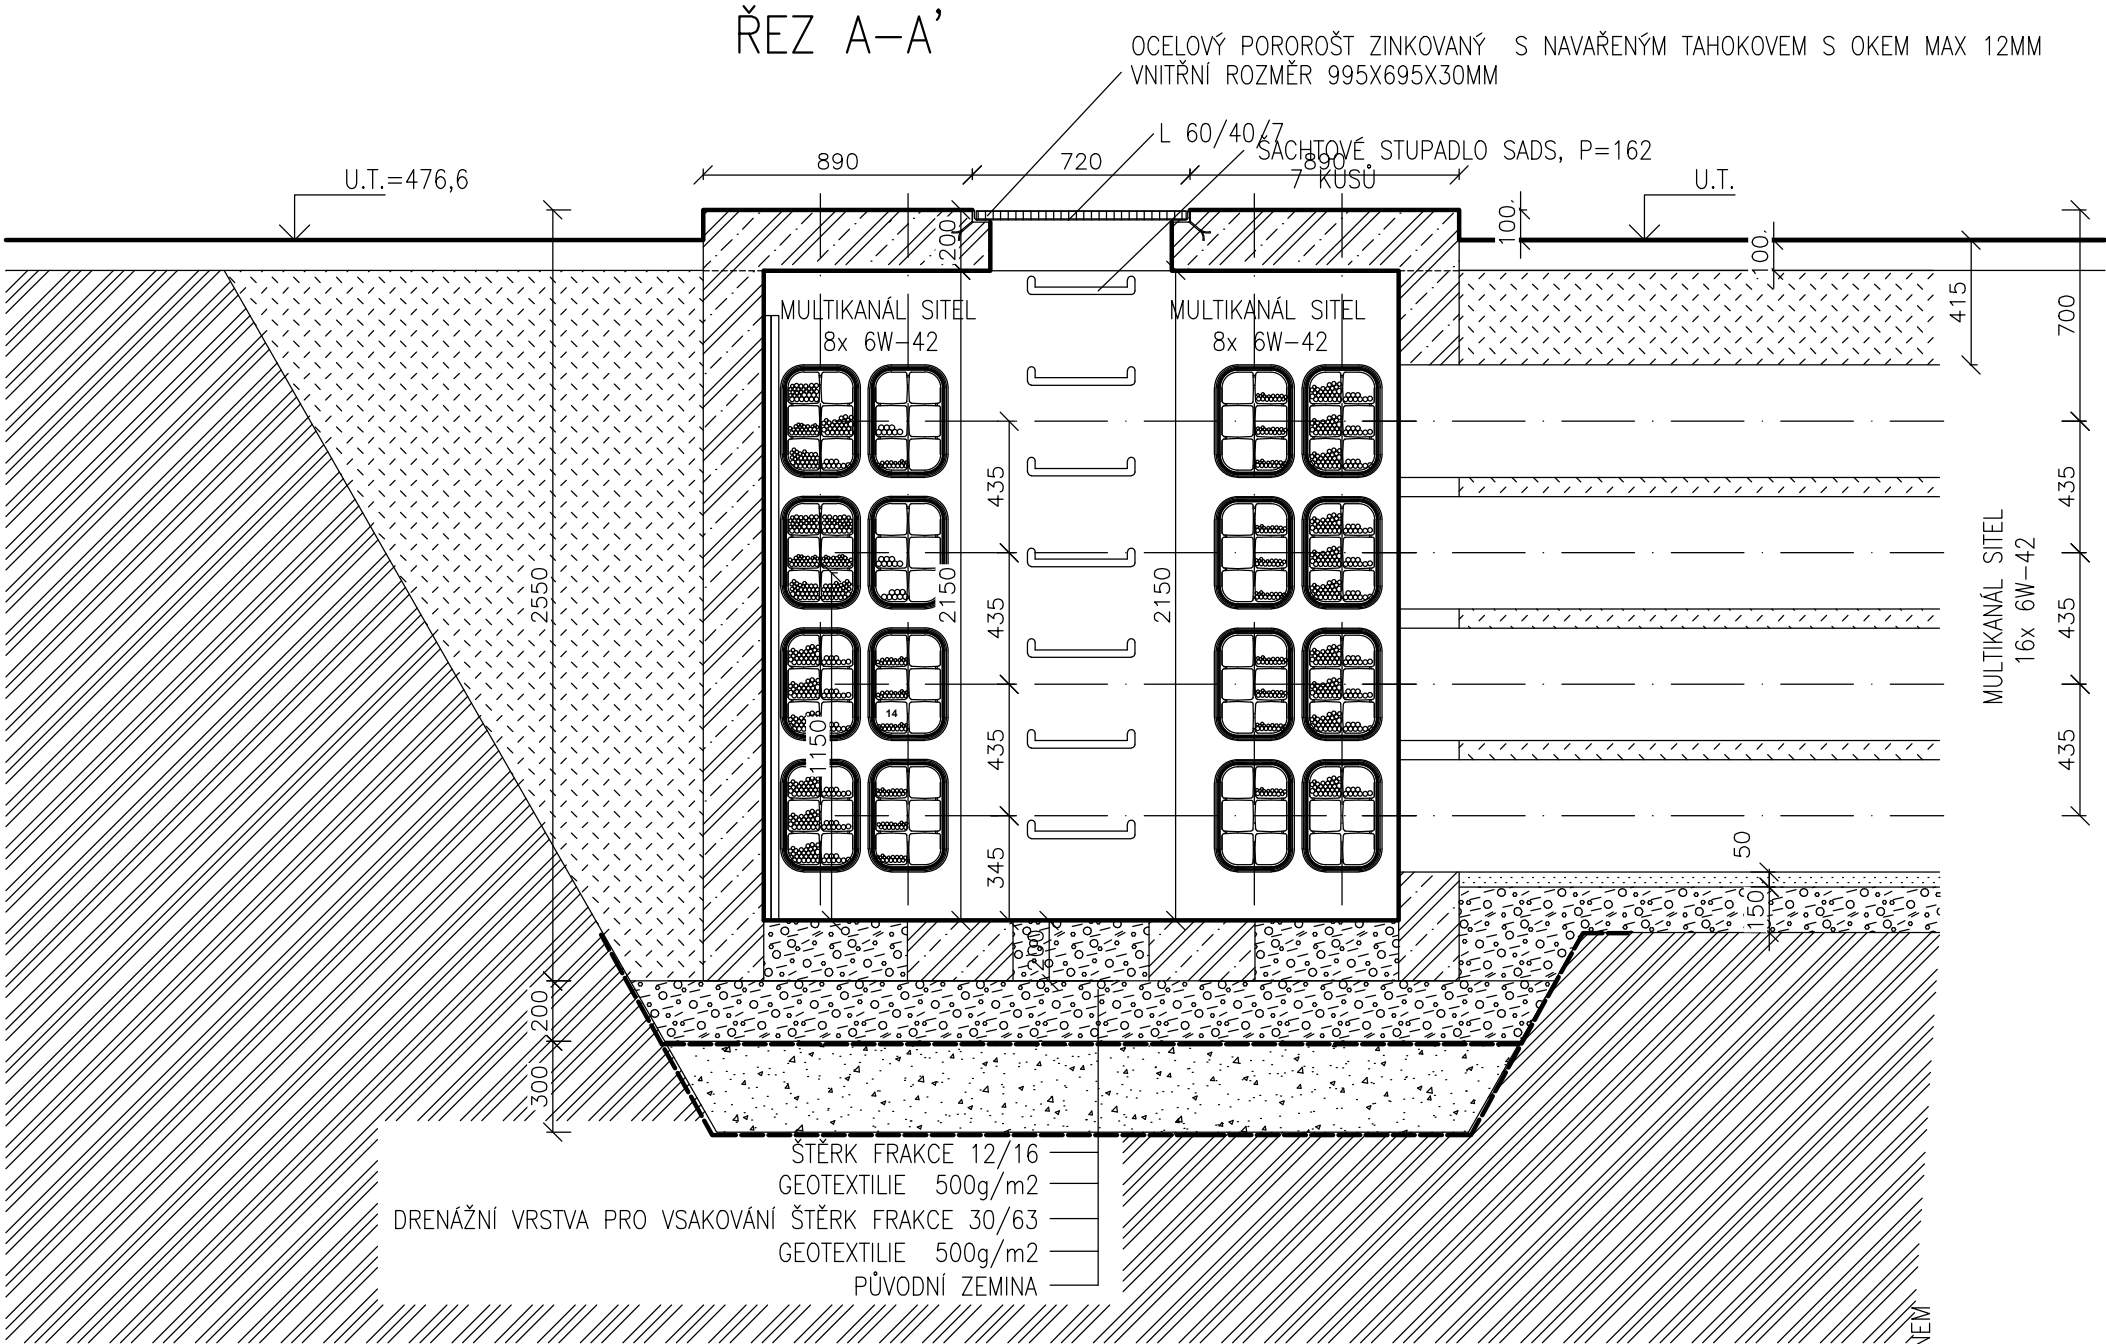 ŘEZ A–A'
OCELOVÝ POROROŠT ZINKOVANÝ S NAVAŘENÝM TAHOKOVEM S OKEM MAX 12MM
VNITŘNÍ ROZMĚR 995X695X30MM
L 60/40/7
ŠACHTOVÉ STUPADLO SADS, P=162
7 KUSŮ
890
720
890
U.T.=476,6
U.T.
100
100
200
415
700
MULTIKANÁL SITEL
8x 6W–42
MULTIKANÁL SITEL
8x 6W–42
435
435
435
345
2550
2150
2150
1150
14
435
435
435
MULTIKANÁL SITEL
16x 6W–42
50
150
200
200
300
ŠTĚRK FRAKCE 12/16
GEOTEXTILIE 500g/m2
DRENÁŽNÍ VRSTVA PRO VSAKOVÁNÍ ŠTĚRK FRAKCE 30/63
GEOTEXTILIE 500g/m2
PŮVODNÍ ZEMINA
NEM